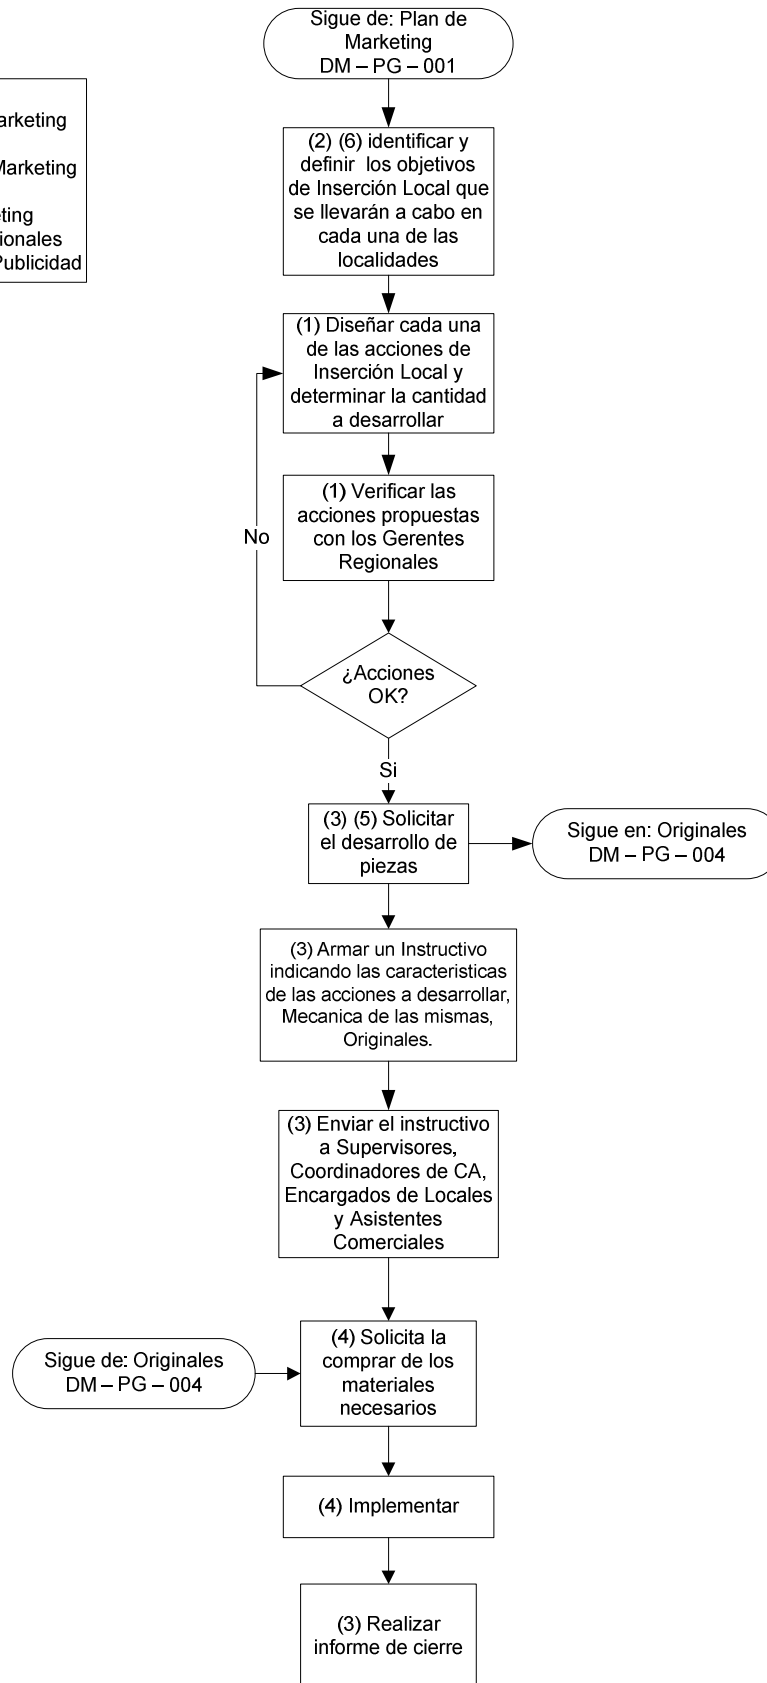 Sigue de: Plan de
Marketing
DM – PG – 001
Marketing
Publicidad
(2) (6) identificar y
definir los objetivos
de Inserción Local que
se llevarán a cabo en
cada una de las
localidades
(1) Diseñar cada una
de las acciones de
Inserción Local y
determinar la cantidad
a desarrollar
(1) Verificar las
acciones propuestas
con los Gerentes
Regionales
No
¿Acciones
OK?
Si
(3) (5) Solicitar
el desarrollo de
piezas
Sigue en: Originales
DM – PG – 004
(3) Armar un Instructivo
indicando las caracteristicas
de las acciones a desarrollar,
Mecanica de las mismas,
Originales.
(3) Enviar el instructivo
a Supervisores,
Coordinadores de CA,
Encargados de Locales
y Asistentes
Comerciales
Sigue de: Originales
DM – PG – 004
(4) Solicita la
comprar de los
materiales
necesarios
(4) Implementar
(3) Realizar
informe de cierre